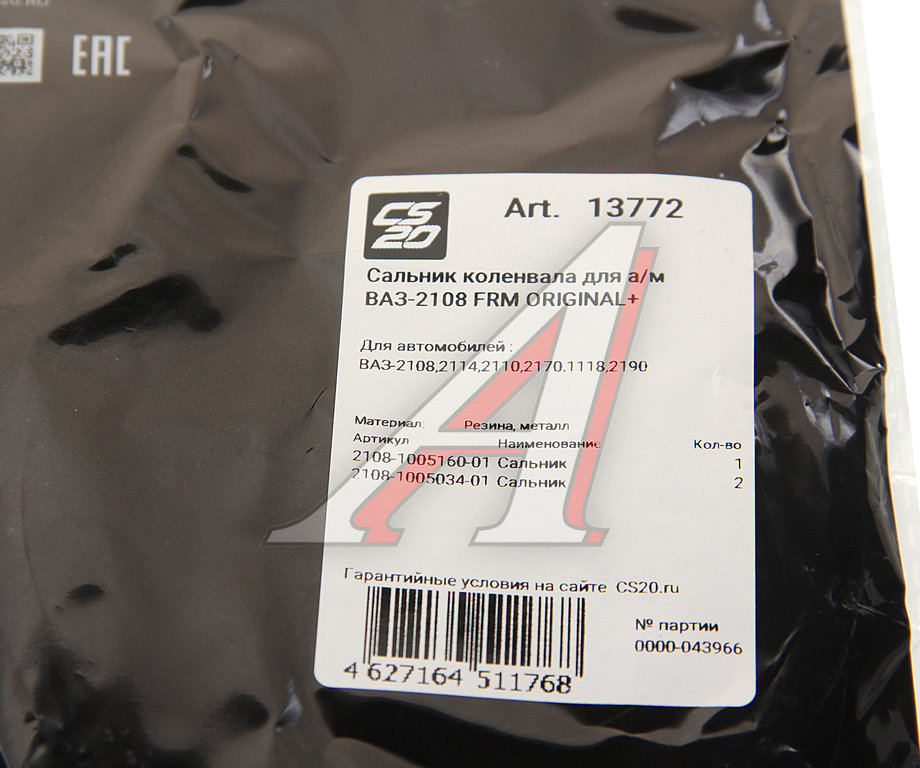 20.RU
EAC
CS
20
Art. 13772
Сальник коленвала для а/м
ВАЗ-2108 FRM ORIGINAL+
Для автомобилей :
ВАЗ-2108,2114,2110,2170.1118,2190
Материал: Резина, металл
Артикул Наименование Кол-во
2108-1005160-01 Сальник 1
2108-1005034-01 Сальник 2
Гарантийные условия на сайте CS20.ru
№ партии
0000-043966
4 627164 511768